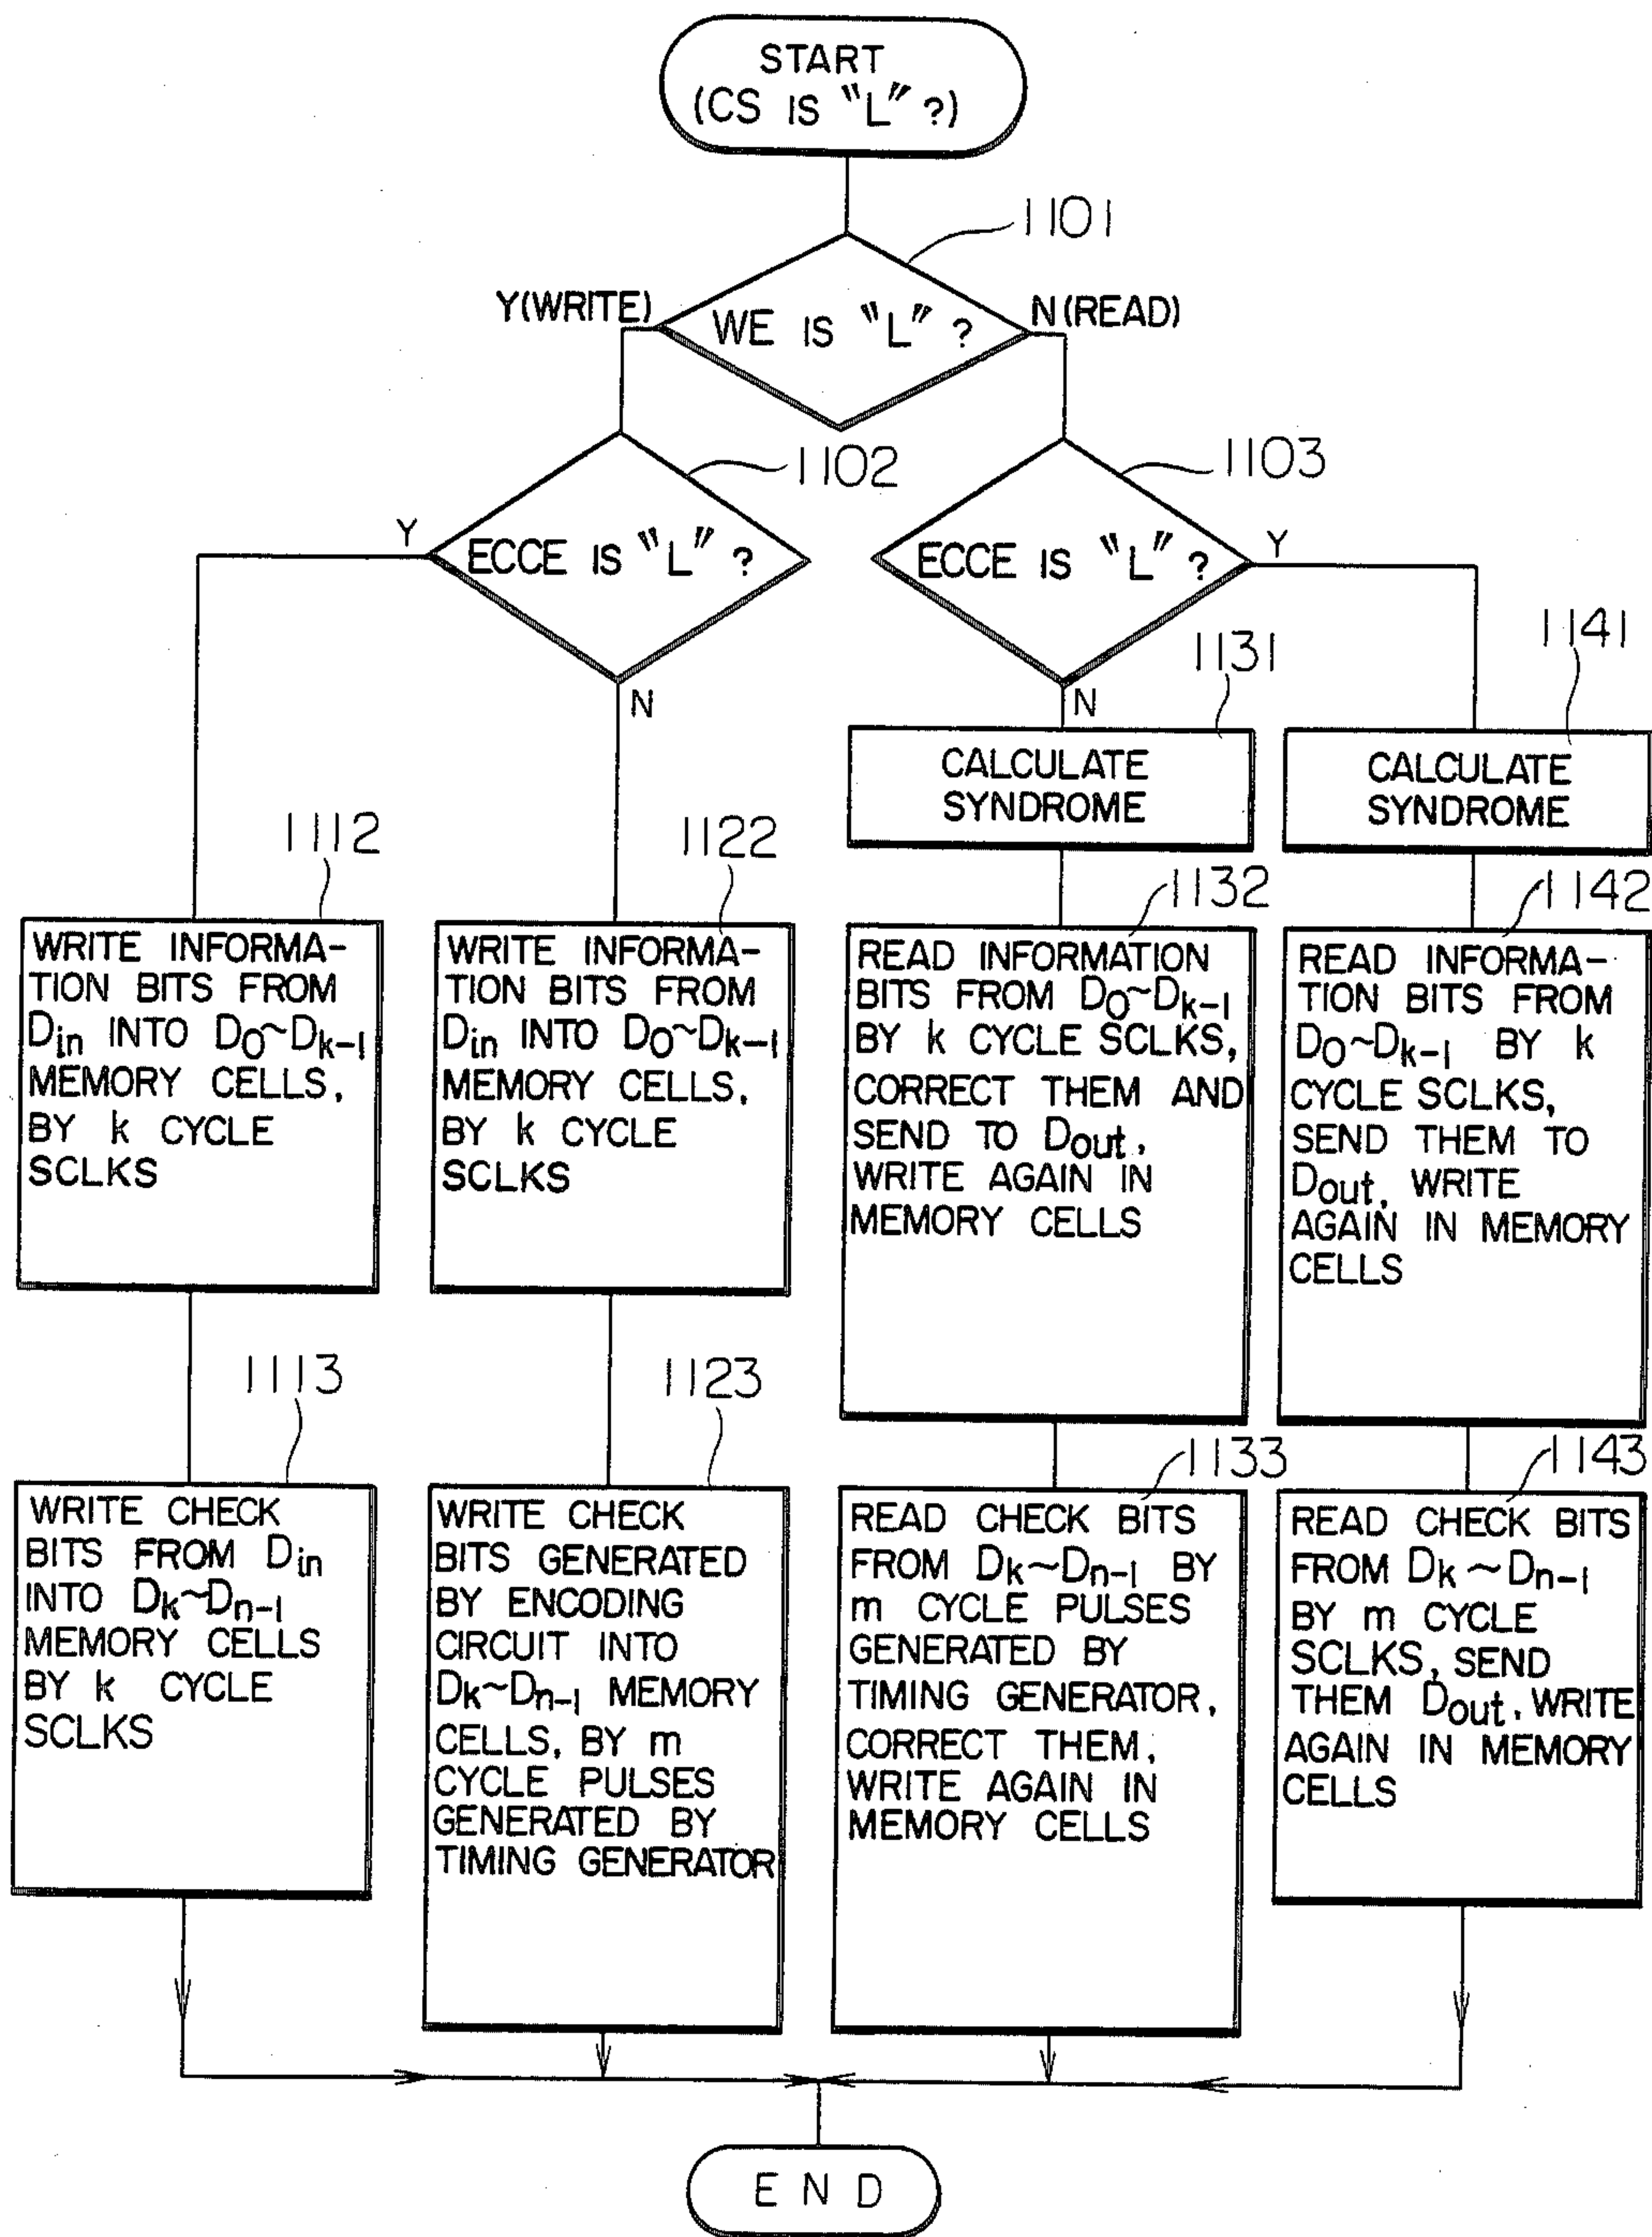 START
(CS IS "L" ?)
1101
Y(WRITE)
WE IS "L" ?
N(READ)
1102
1103
Y
ECCE IS "L" ?
N
ECCE IS "L" ?
Y
N
1131
1141
CALCULATE
SYNDROME
CALCULATE
SYNDROME
1112
WRITE INFORMA-
TION BITS FROM
Din INTO D0~Dk-1
MEMORY CELLS,
BY k CYCLE
SCLKS
1122
WRITE INFORMA-
TION BITS FROM
Din INTO D0~Dk-1
MEMORY CELLS,
BY k CYCLE
SCLKS
1132
READ INFORMATION
BITS FROM D0~Dk-1
BY k CYCLE SCLKS,
CORRECT THEM AND
SEND TO Dout,
WRITE AGAIN IN
MEMORY CELLS
1142
READ INFORMA-
TION BITS FROM
D0~Dk-1 BY k
CYCLE SCLKS,
SEND THEM TO
Dout, WRITE
AGAIN IN MEMORY
CELLS
1113
WRITE CHECK
BITS FROM Din
INTO Dk~Dn-1
MEMORY CELLS
BY k CYCLE
SCLKS
1123
WRITE CHECK
BITS GENERATED
BY ENCODING
CIRCUIT INTO
Dk~Dn-1 MEMORY
CELLS, BY m
CYCLE PULSES
GENERATED BY
TIMING GENERATOR
1133
READ CHECK BITS
FROM Dk~Dn-1 BY
m CYCLE PULSES
GENERATED BY
TIMING GENERATOR,
CORRECT THEM,
WRITE AGAIN IN
MEMORY CELLS
1143
READ CHECK BITS
FROM Dk~Dn-1
BY m CYCLE
SCLKS, SEND
THEM Dout, WRITE
AGAIN IN MEMORY
CELLS
END